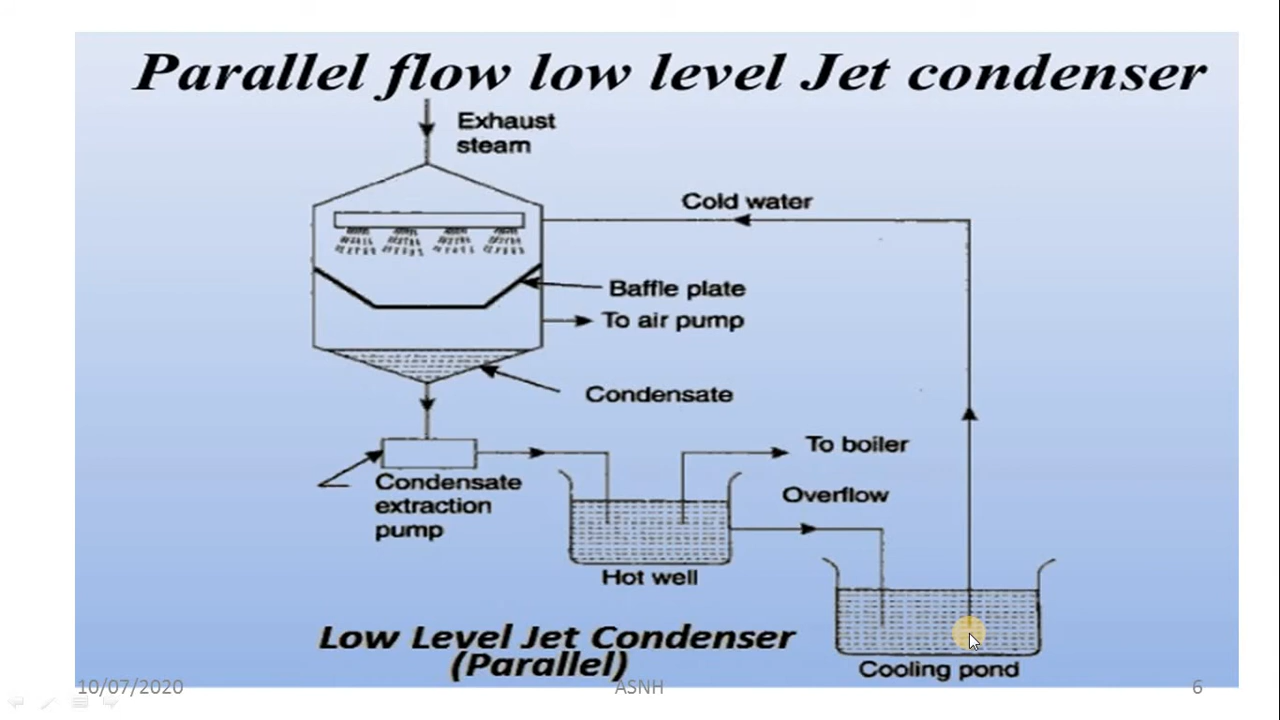 Parallel flow low level Jet condenser
Exhaust
steam
Cold water
Baffle plate
To air pump
Condensate
To boiler
Condensate
extraction
pump
Overflow
Hot well
Low Level Jet Condenser
(Parallel)
Cooling pond
10/07/2020
ASNH
6